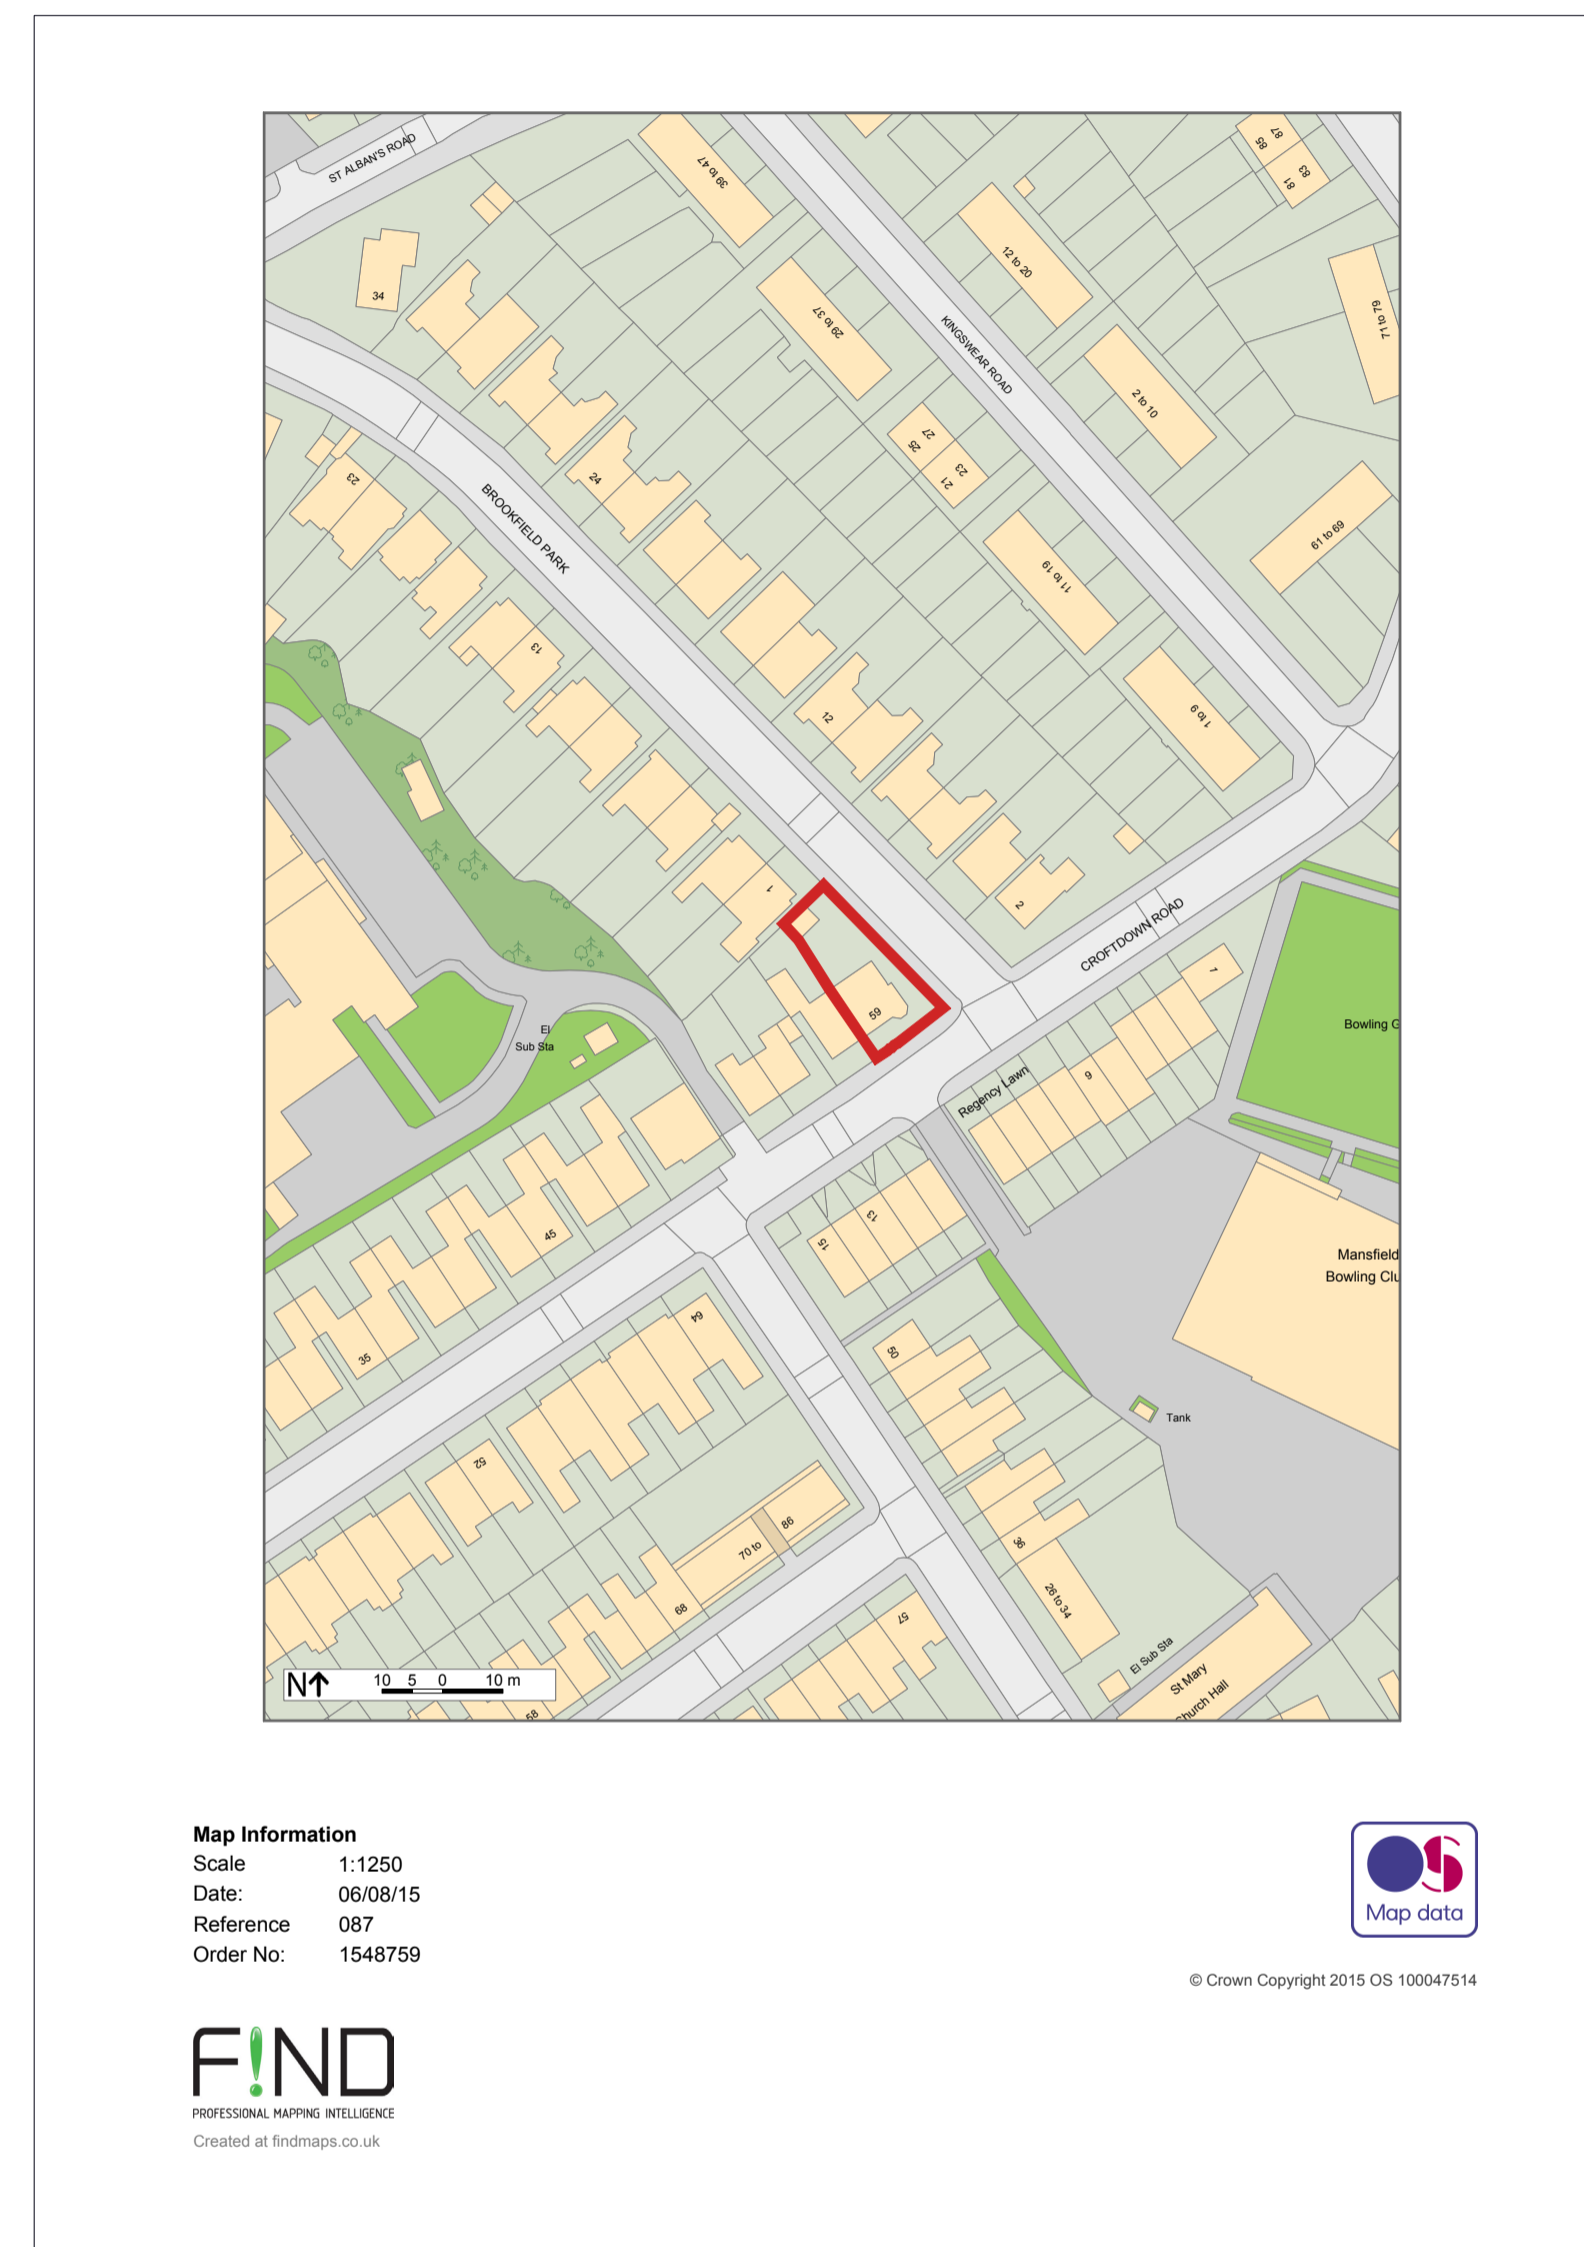 ST ALBAN'S ROAD
39 to 47
87
85
83
81
12 to 20
34
29 to 37
KINGSWEAR ROAD
71 to 79
2 to 10
27
25
23
21
24
23
BROOKFIELD PARK
61 to 69
11 to 19
13
12
1 to 9
1
2
CROFTDOWN ROAD
1
59
Bowling G
El
Sub Sta
9
Regency Lawn
13
15
45
Mansfield
Bowling Clu
64
35
50
Tank
52
86
70 to
36
26 to 34
68
57
El Sub Sta
St Mary
Church Hall
58
N
10 5 0 10 m
Map Information
Scale 1:1250
Date: 06/08/15
Reference 087
Order No: 1548759
OS
Map data
© Crown Copyright 2015 OS 100047514
F!ND
PROFESSIONAL MAPPING INTELLIGENCE
Created at findmaps.co.uk